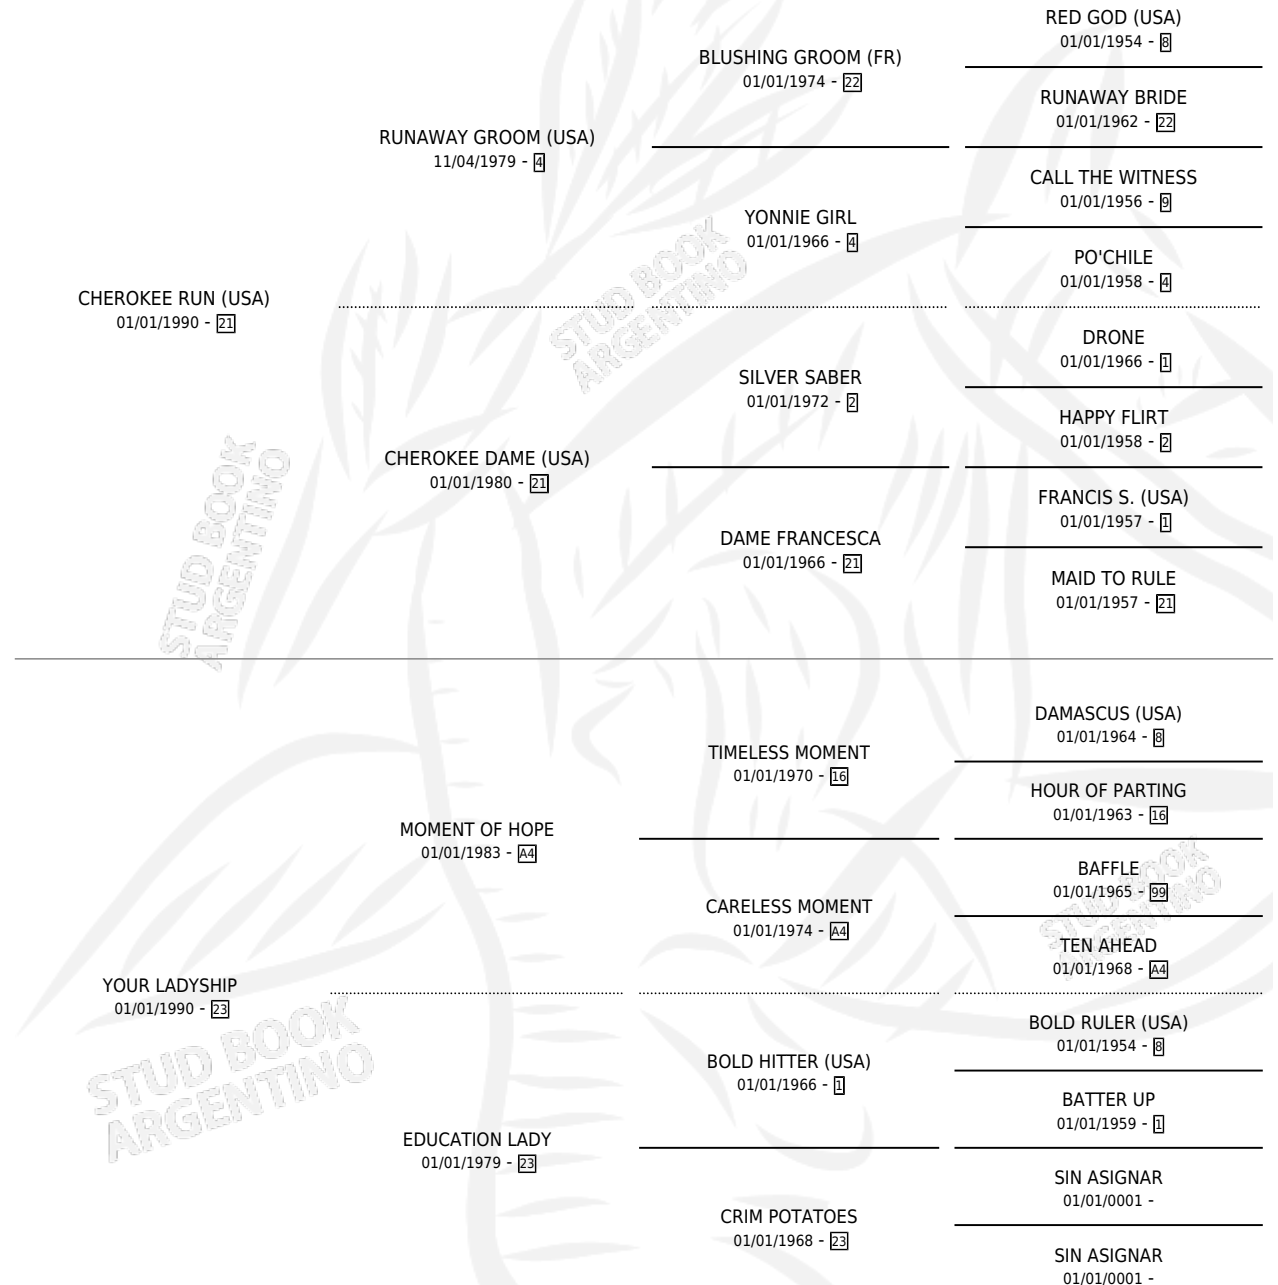 RED GOD (USA)
01/01/1954 - 8
BLUSHING GROOM (FR)
01/01/1974 - 22
RUNAWAY BRIDE
01/01/1962 - 22
RUNAWAY GROOM (USA)
11/04/1979 - 4
CALL THE WITNESS
01/01/1956 - 9
YONNIE GIRL
01/01/1966 - 4
PO'CHILE
01/01/1958 - 4
CHEROKEE RUN (USA)
01/01/1990 - 21
DRONE
01/01/1966 - 1
SILVER SABER
01/01/1972 - 2
HAPPY FLIRT
01/01/1958 - 2
CHEROKEE DAME (USA)
01/01/1980 - 21
FRANCIS S. (USA)
01/01/1957 - 1
DAME FRANCESCA
01/01/1966 - 21
MAID TO RULE
01/01/1957 - 21
DAMASCUS (USA)
01/01/1964 - 8
TIMELESS MOMENT
01/01/1970 - 16
HOUR OF PARTING
01/01/1963 - 16
MOMENT OF HOPE
01/01/1983 - A4
BAFFLE
01/01/1965 - 99
CARELESS MOMENT
01/01/1974 - A4
TEN AHEAD
01/01/1968 - A4
YOUR LADYSHIP
01/01/1990 - 23
BOLD RULER (USA)
01/01/1954 - 8
BOLD HITTER (USA)
01/01/1966 - 1
BATTER UP
01/01/1959 - 1
EDUCATION LADY
01/01/1979 - 23
SIN ASIGNAR
01/01/0001 -
CRIM POTATOES
01/01/1968 - 23
SIN ASIGNAR
01/01/0001 -
STUD BOOK
ARGENTINO
STUD BOOK
ARGENTINO
STUD BOOK
ARGENTINO
STUD BOOK
ARGENTINO